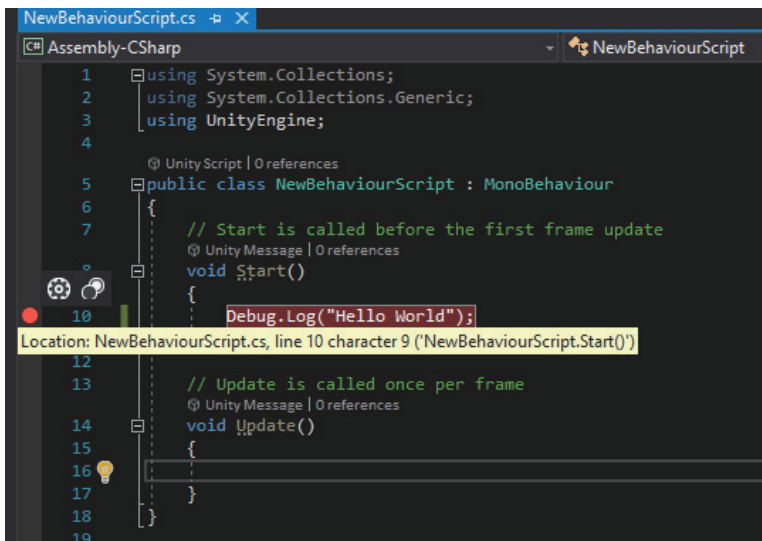 NewBehaviourScript.cs
C# Assembly-CSharp NewBehaviourScript
1 using System.Collections;
2 using System.Collections.Generic;
3 using UnityEngine;
4
Unity Script | 0 references
5 public class NewBehaviourScript : MonoBehaviour
6 {
7 // Start is called before the first frame update
Unity Message | 0 references
8 void Start()
{
10 Debug.Log("Hello World");
Location: NewBehaviourScript.cs, line 10 character 9 ('NewBehaviourScript.Start()')
12
13 // Update is called once per frame
Unity Message | 0 references
14 void Update()
15 {
16
17 }
18 }
19